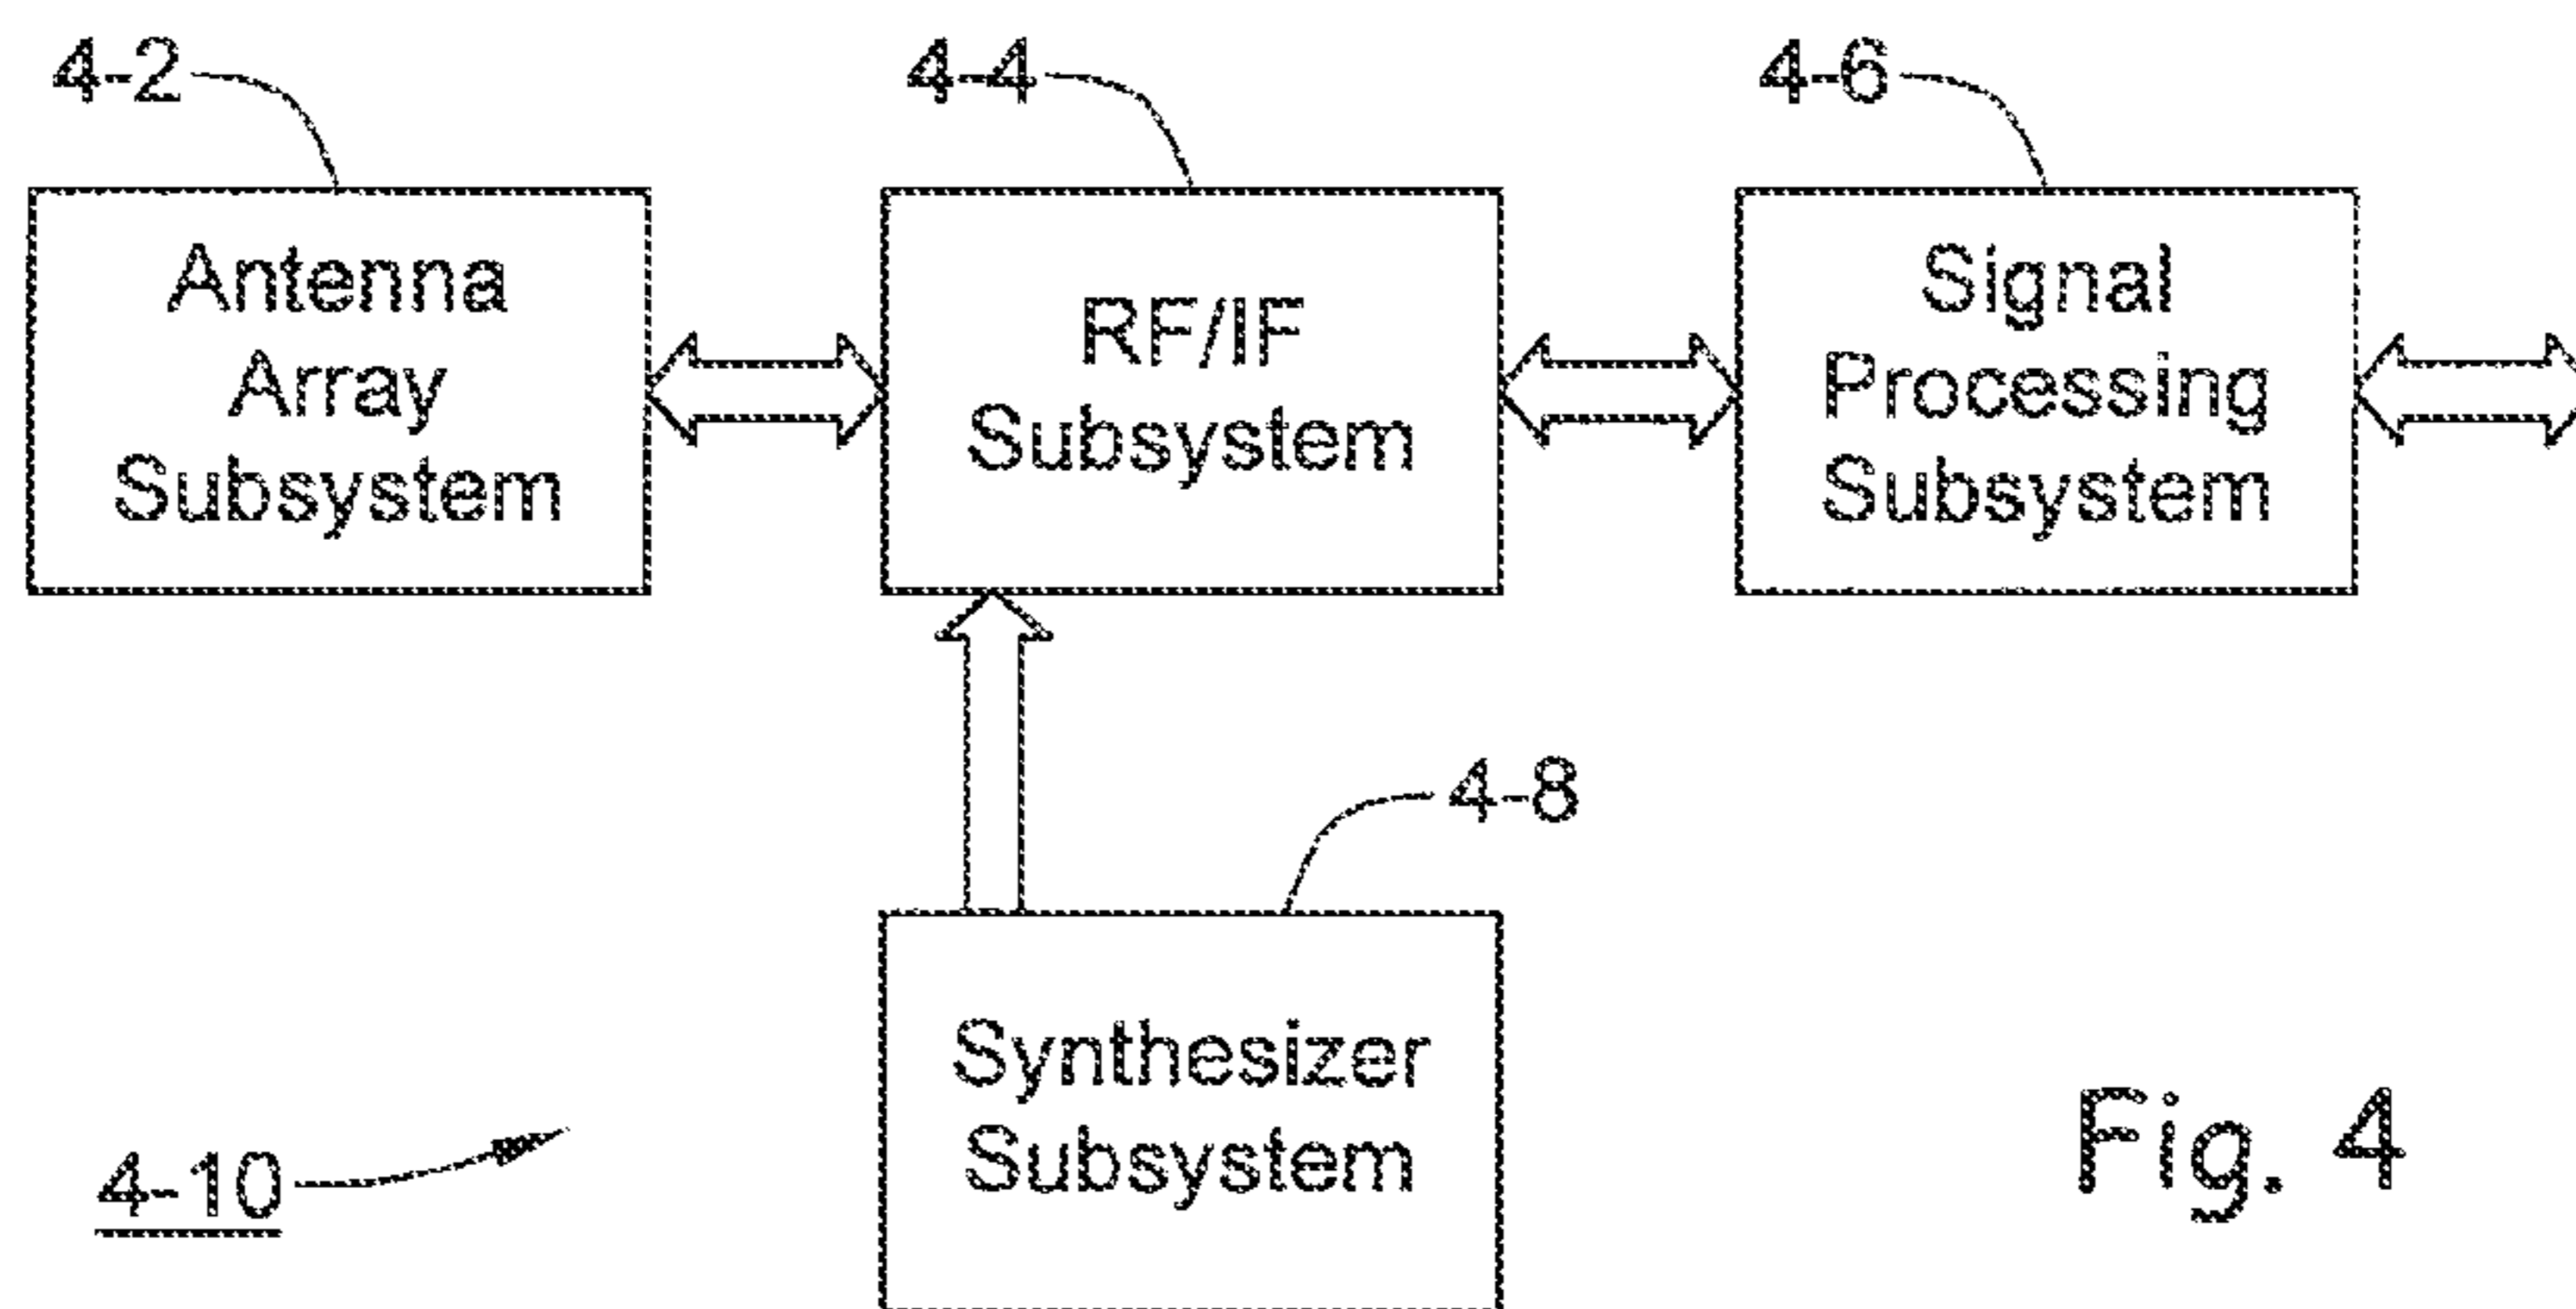 4-2
4-4
4-6
Antenna
Array
Subsystem
RF/IF
Subsystem
Signal
Processing
Subsystem
4-8
Synthesizer
Subsystem
4-10
Fig. 4